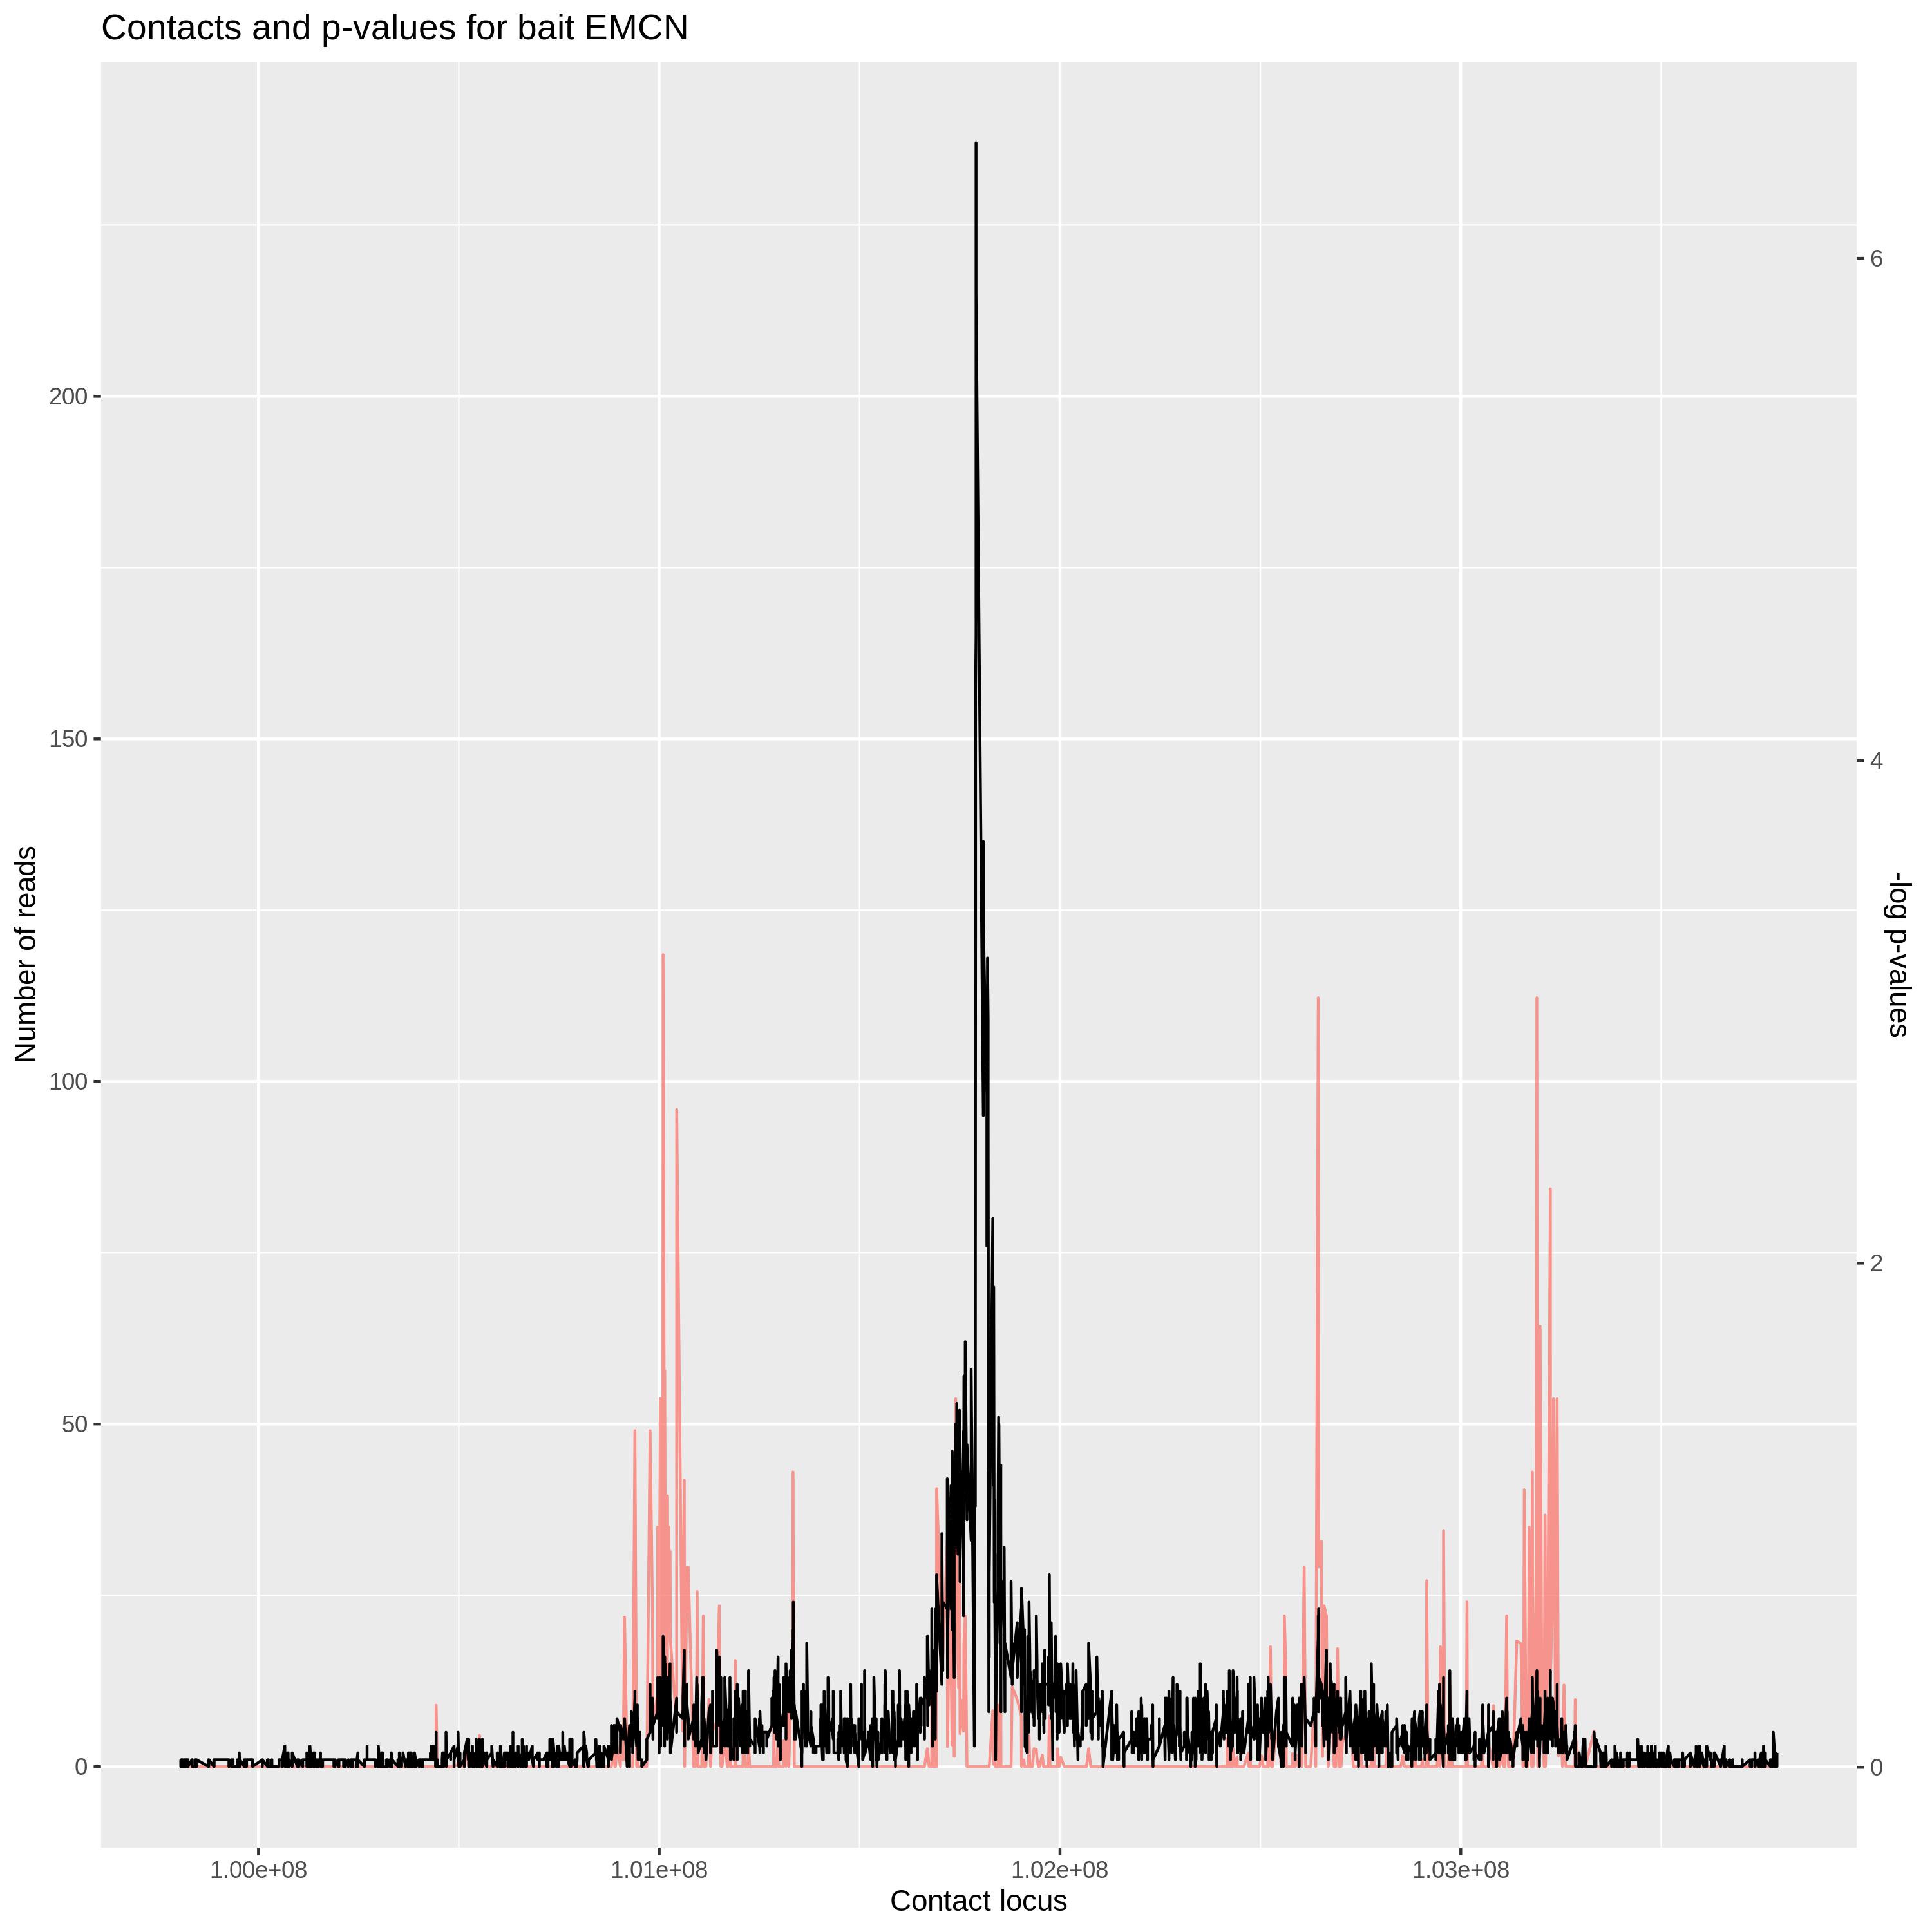 Contacts and p-values for bait EMCN
Number of reads
200
150
100
50
0
6
4
2
0
-log p-values
1.00e+08
1.01e+08
1.02e+08
1.03e+08
Contact locus